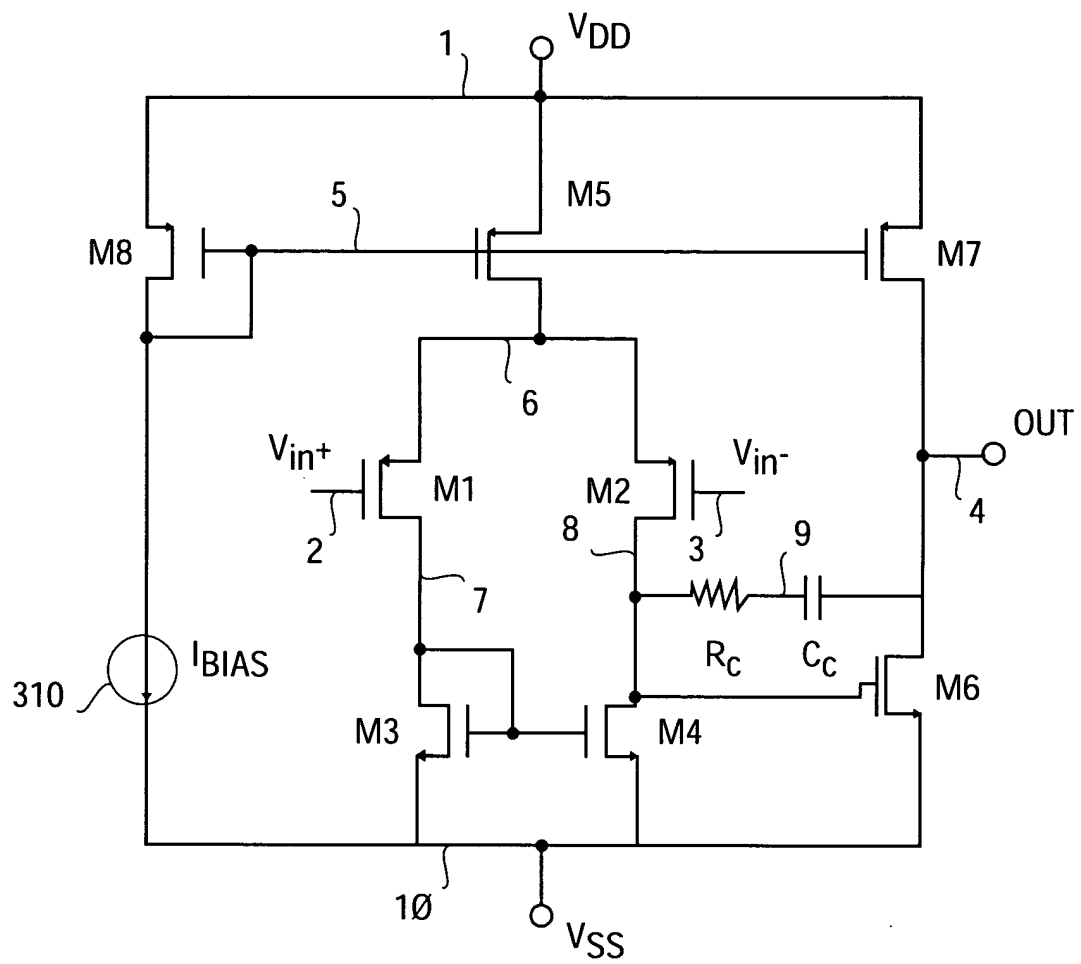 V_DD
1
5
M5
M8
M7
6
OUT
V_in+
V_in-
M1
M2
4
2
8
3
9
7
I_BIAS
R_C
C_C
310
M6
M3
M4
1Ø
V_SS